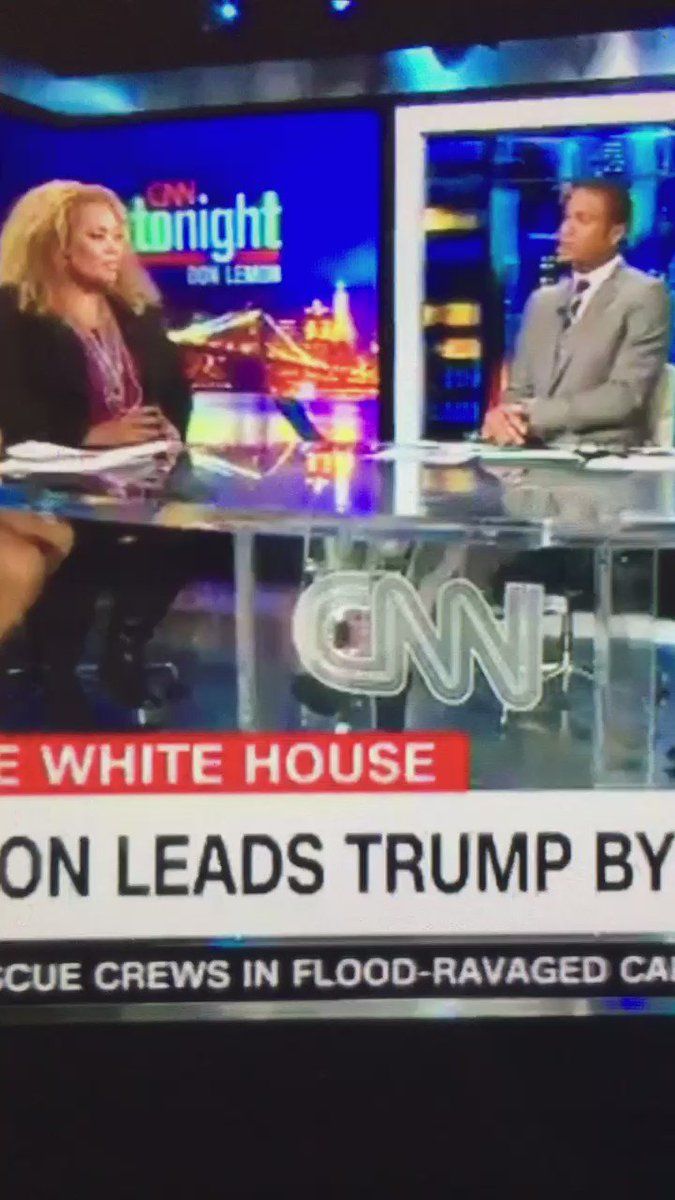 CNN
tonight
DON LEMON
CNN
E WHITE HOUSE
ON LEADS TRUMP BY
SCUE CREWS IN FLOOD-RAVAGED CA